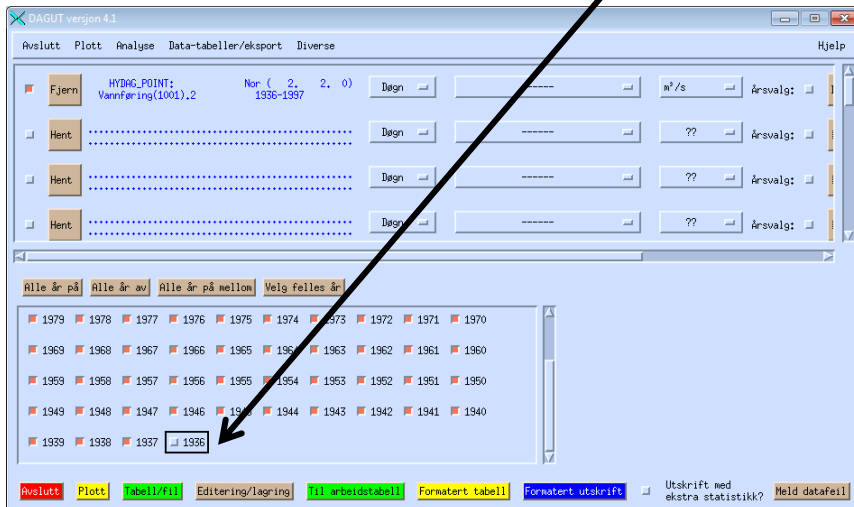 DAGUT versjon 4.1
Avslutt Plott Analyse Data-tabeller/eksport Diverse Hjelp
Fjern HYDAG_POINT: Nor ( 2. 2. 0) Døgn ------ m³/s Årsvalg:
Vannføring(1001).2 1936-1997
Hent Døgn ------ ?? Årsvalg:
Hent Døgn ------ ?? Årsvalg:
Hent Døgn ------ ?? Årsvalg:
Alle år på Alle år av Alle år på mellom Velg felles år
1979 1978 1977 1976 1975 1974 1973 1972 1971 1970
1969 1968 1967 1966 1965 1964 1963 1962 1961 1960
1959 1958 1957 1956 1955 1954 1953 1952 1951 1950
1949 1948 1947 1946 1945 1944 1943 1942 1941 1940
1939 1938 1937 1936
Avslutt Plott Tabell/fil Editering/lagring Til arbeidstabell Formatert tabell Formatert utskrift Utskrift med
ekstra statistikk? Meld datafeil